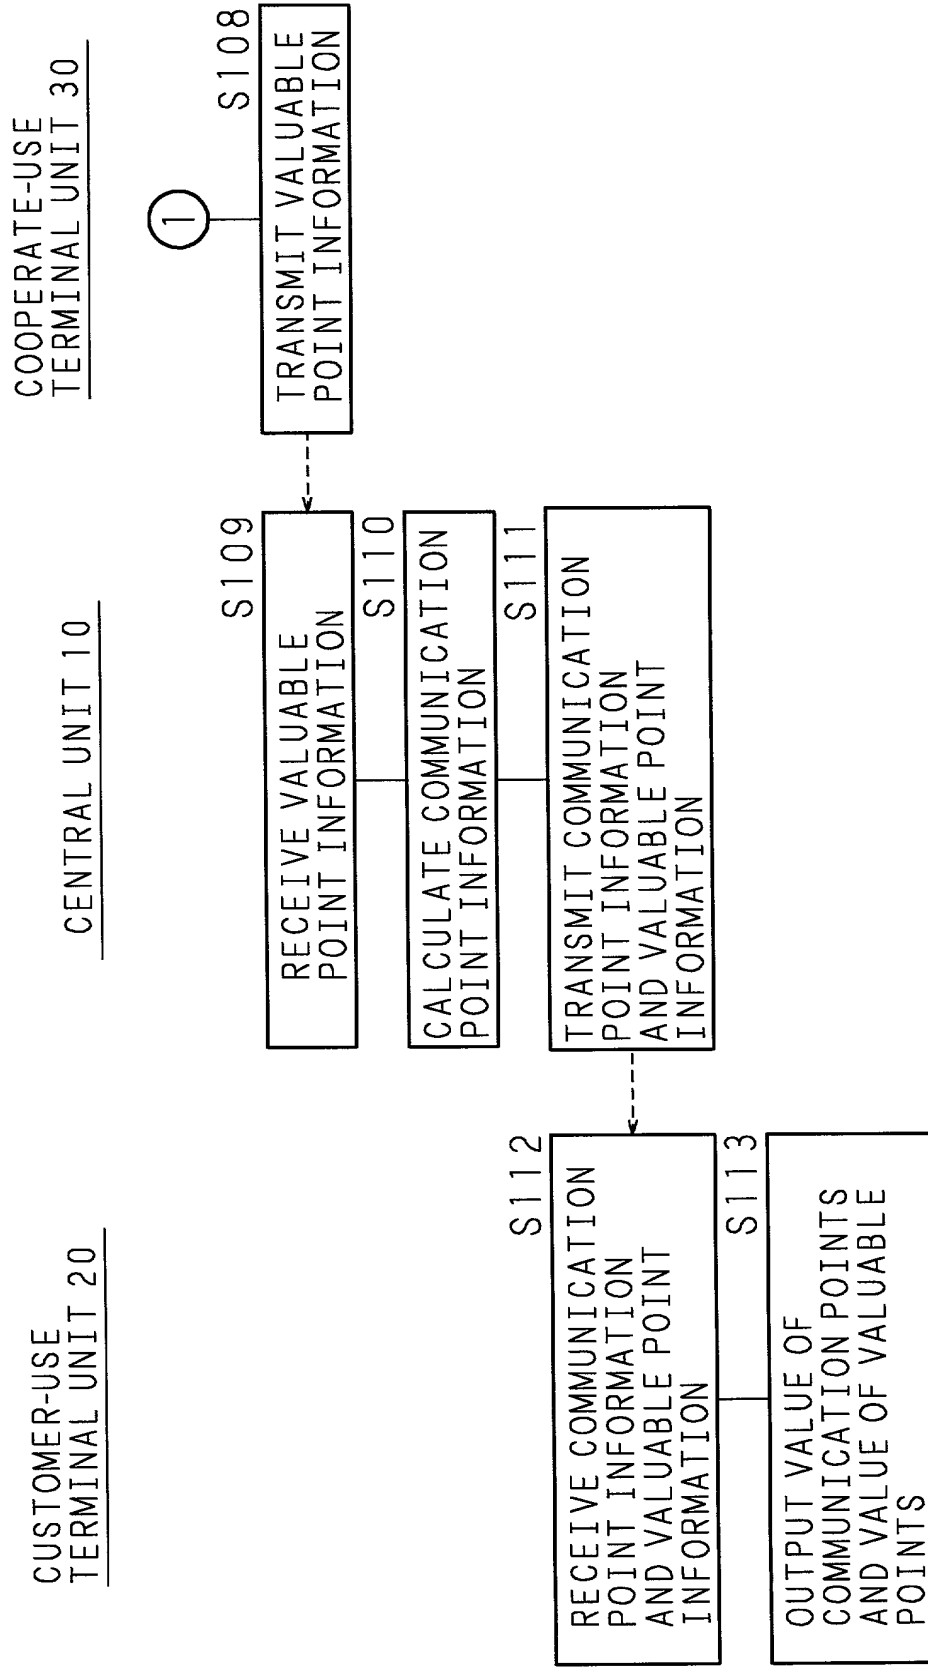 CUSTOMER-USE
TERMINAL UNIT 20
CENTRAL UNIT 10
COOPERATE-USE
TERMINAL UNIT 30
1
S108
TRANSMIT VALUABLE
POINT INFORMATION
S109
RECEIVE VALUABLE
POINT INFORMATION
S110
CALCULATE COMMUNICATION
POINT INFORMATION
S111
TRANSMIT COMMUNICATION
POINT INFORMATION
AND VALUABLE POINT
INFORMATION
S112
RECEIVE COMMUNICATION
POINT INFORMATION
AND VALUABLE POINT
INFORMATION
S113
OUTPUT VALUE OF
COMMUNICATION POINTS
AND VALUE OF VALUABLE
POINTS